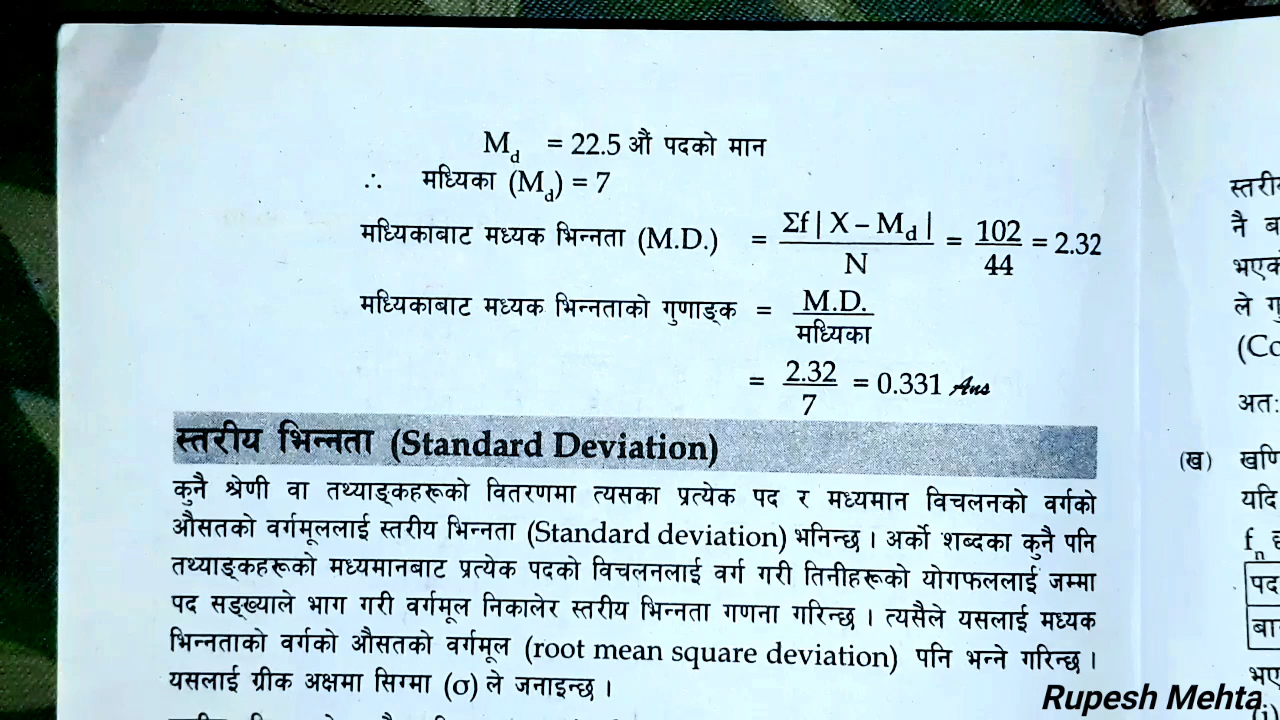 M_d = 22.5 औं पदको मान
∴ मध्यिका (M_d) = 7
मध्यिकाबाट मध्यक भिन्नता (M.D.) = Σf | X – M_d | / N = 102 / 44 = 2.32
मध्यिकाबाट मध्यक भिन्नताको गुणाङ्क = M.D. / मध्यिका
= 2.32 / 7 = 0.331 Ans
स्तरीय भिन्नता (Standard Deviation)
कुनै श्रेणी वा तथ्याङ्कहरूको वितरणमा त्यसका प्रत्येक पद र मध्यमान विचलनको वर्गको
औसतको वर्गमूललाई स्तरीय भिन्नता (Standard deviation) भनिन्छ । अर्को शब्दका कुनै पनि
तथ्याङ्कहरूको मध्यमानबाट प्रत्येक पदको विचलनलाई वर्ग गरी तिनीहरूको योगफललाई जम्मा
पद सङ्ख्याले भाग गरी वर्गमूल निकालेर स्तरीय भिन्नता गणना गरिन्छ । त्यसैले यसलाई मध्यक
भिन्नताको वर्गको औसतको वर्गमूल (root mean square deviation) पनि भन्ने गरिन्छ ।
यसलाई ग्रीक अक्षमा सिग्मा (σ) ले जनाइन्छ ।
नै ब
ले
अतः
(ख)
यदि
f_n
पद
Rupesh Mehta